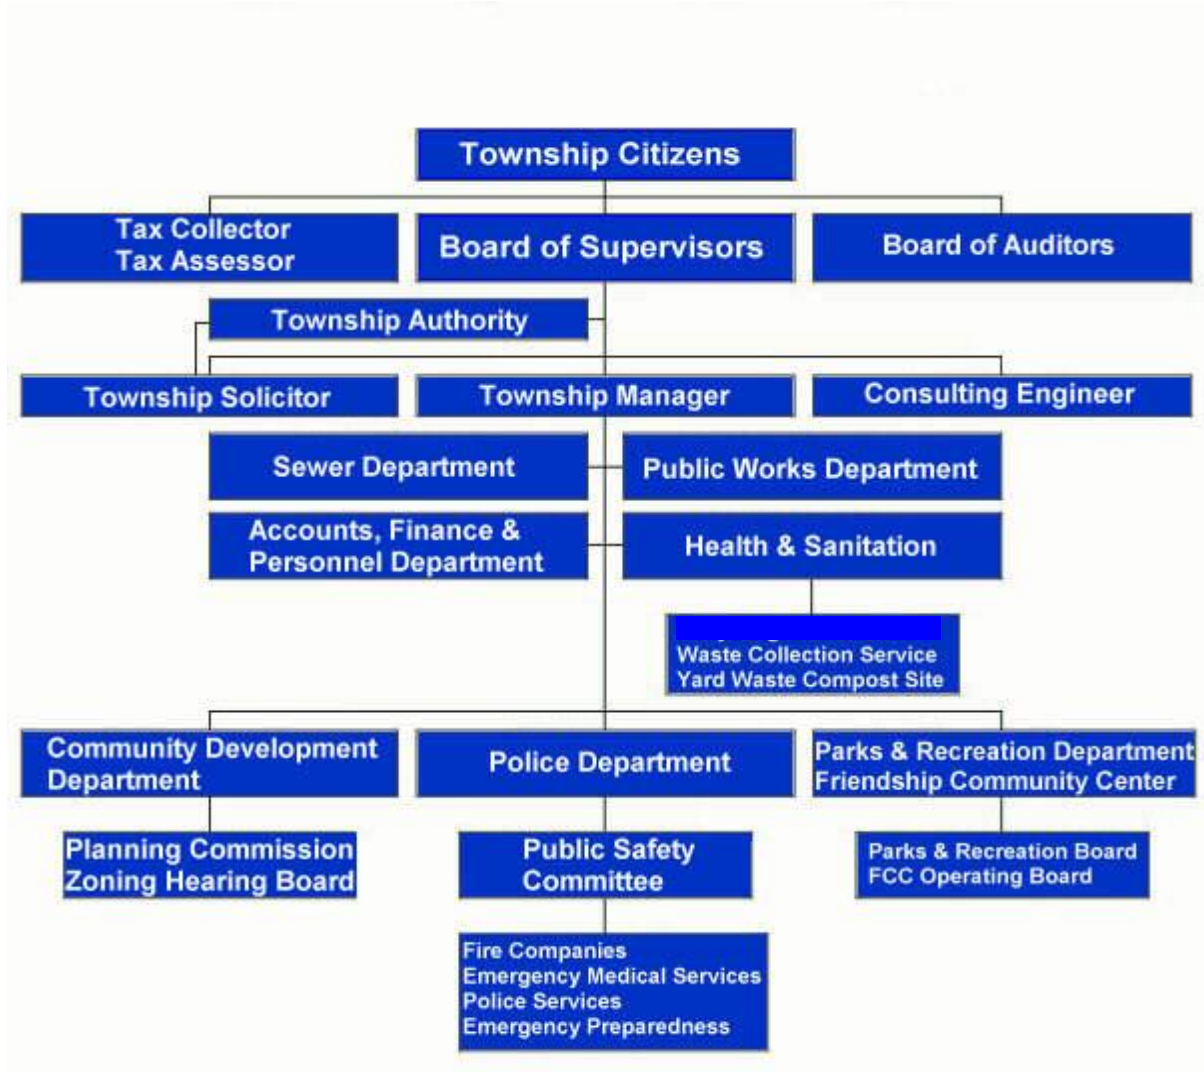 Township Citizens
Tax Collector
Tax Assessor
Board of Supervisors
Board of Auditors
Township Authority
Township Solicitor
Township Manager
Consulting Engineer
Sewer Department
Public Works Department
Accounts, Finance &
Personnel Department
Health & Sanitation
Waste Collection Service
Yard Waste Compost Site
Community Development
Department
Police Department
Parks & Recreation Department
Friendship Community Center
Planning Commission
Zoning Hearing Board
Public Safety
Committee
Parks & Recreation Board
FCC Operating Board
Fire Companies
Emergency Medical Services
Police Services
Emergency Preparedness